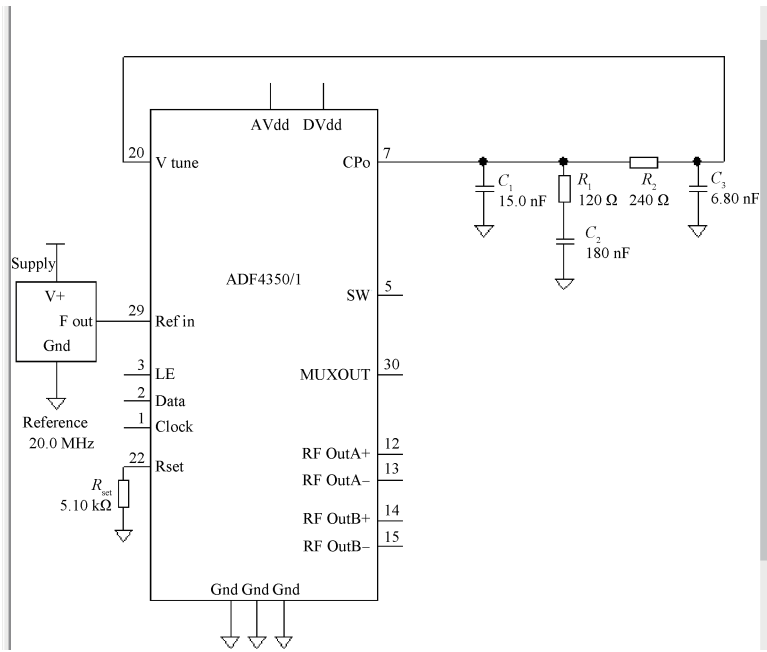 AVdd DVdd
20 V tune
CPo 7
C1
15.0 nF
R1
120 Ω
R2
240 Ω
C3
6.80 nF
C2
180 nF
Supply
V+
F out
Gnd
Reference
20.0 MHz
ADF4350/1
SW 5
29 Ref in
3 LE
2 Data
1 Clock
22 Rset
Rset
5.10 kΩ
MUXOUT 30
RF OutA+ 12
RF OutA– 13
RF OutB+ 14
RF OutB– 15
Gnd Gnd Gnd